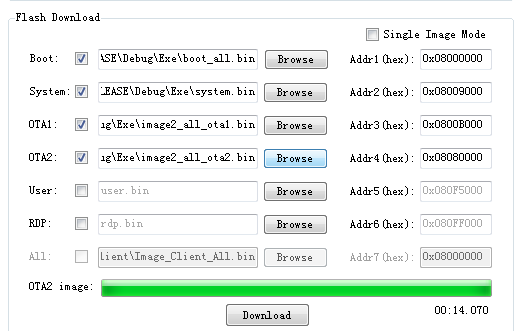 Flash Download
Single Image Mode
Boot: \SE\Debug\Exe\boot_all.bin Browse Addr1(hex): 0x08000000
System: LEASE\Debug\Exe\system.bin Browse Addr2(hex): 0x08009000
OTA1: ug\Exe\image2_all_ota1.bin Browse Addr3(hex): 0x0800B000
OTA2: ug\Exe\image2_all_ota2.bin Browse Addr4(hex): 0x08080000
User: user.bin Browse Addr5(hex): 0x080F5000
RDP: rdp.bin Browse Addr6(hex): 0x080FF000
All: lient\Image_Client_All.bin Browse Addr7(hex): 0x08000000
OTA2 image:
Download 00:14.070